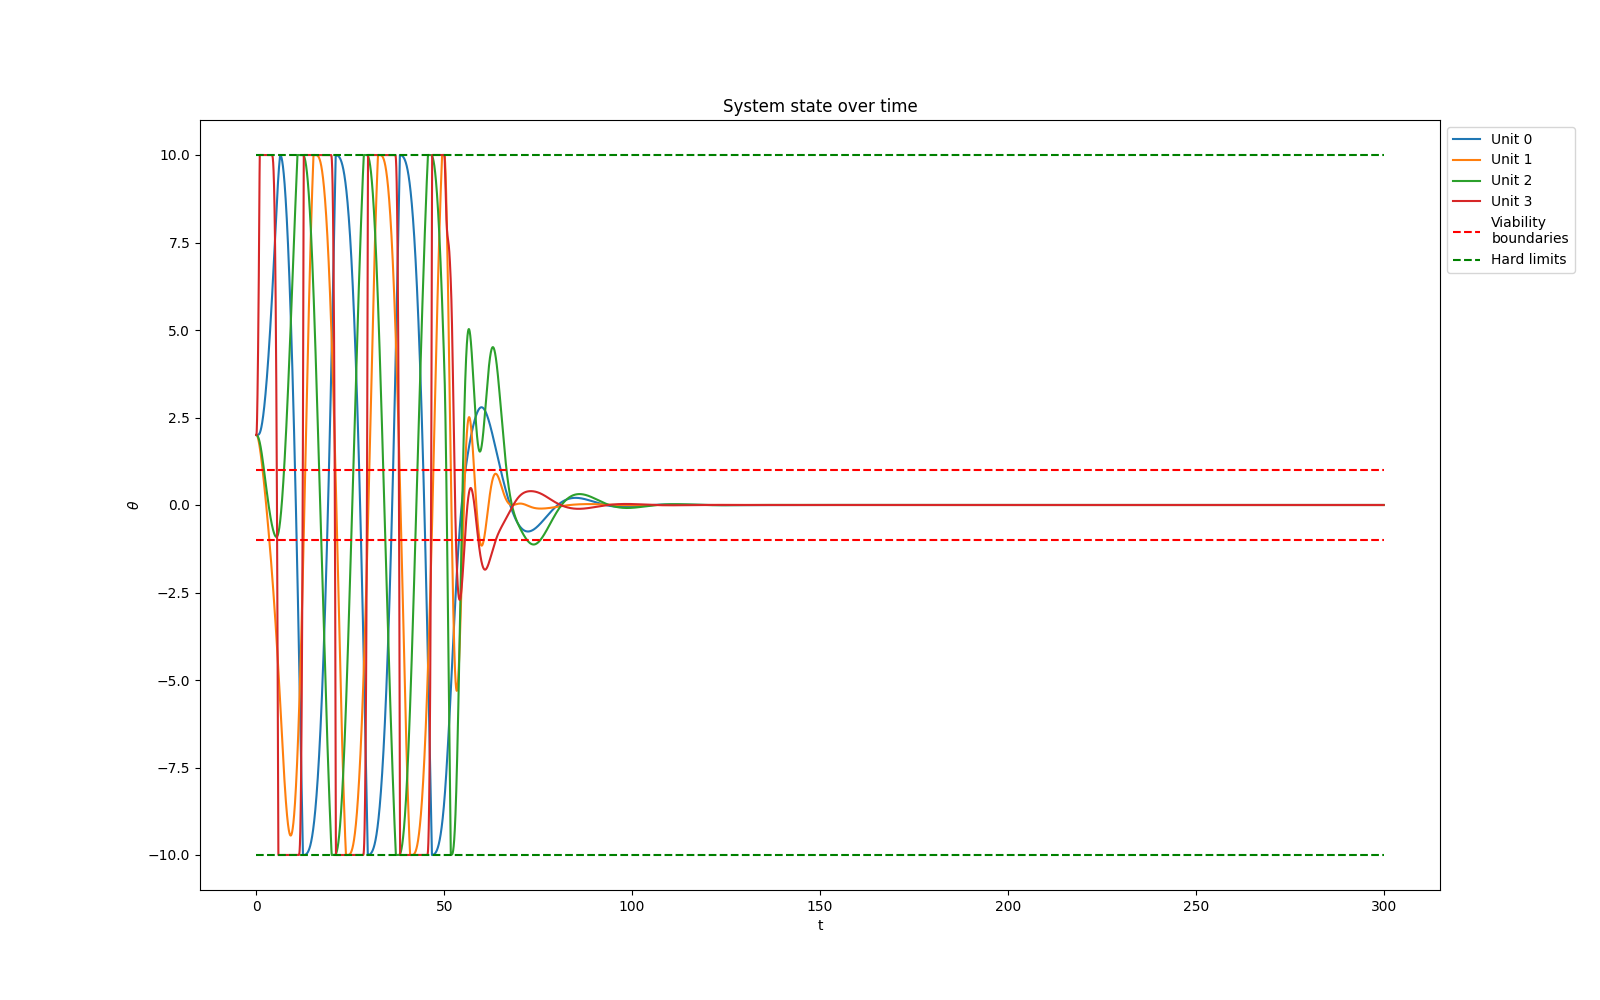 System state over time
10.0
7.5
5.0
2.5
0.0
−2.5
−5.0
−7.5
−10.0
θ
0 50 100 150 200 250 300
t
Unit 0
Unit 1
Unit 2
Unit 3
Viability
boundaries
Hard limits